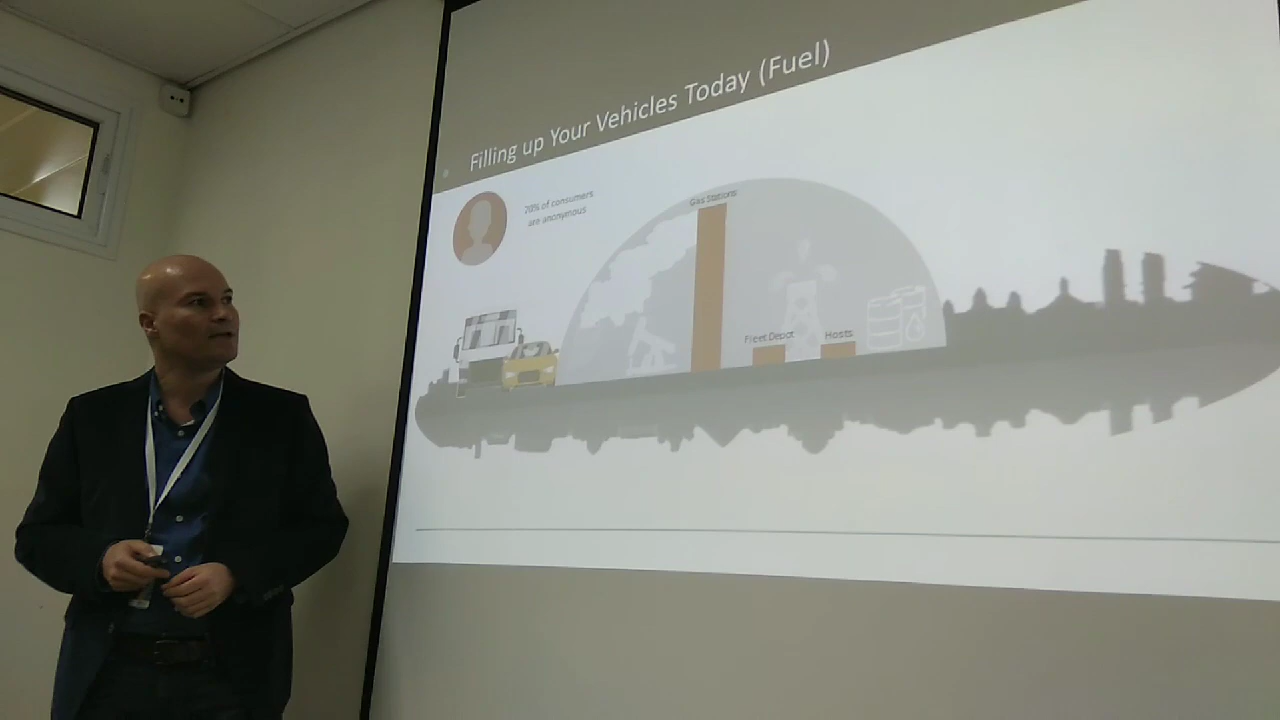 Filling up Your Vehicles Today (Fuel)
70% of consumers
are anonymous
Gas Stations
Fleet Depot
Hosts